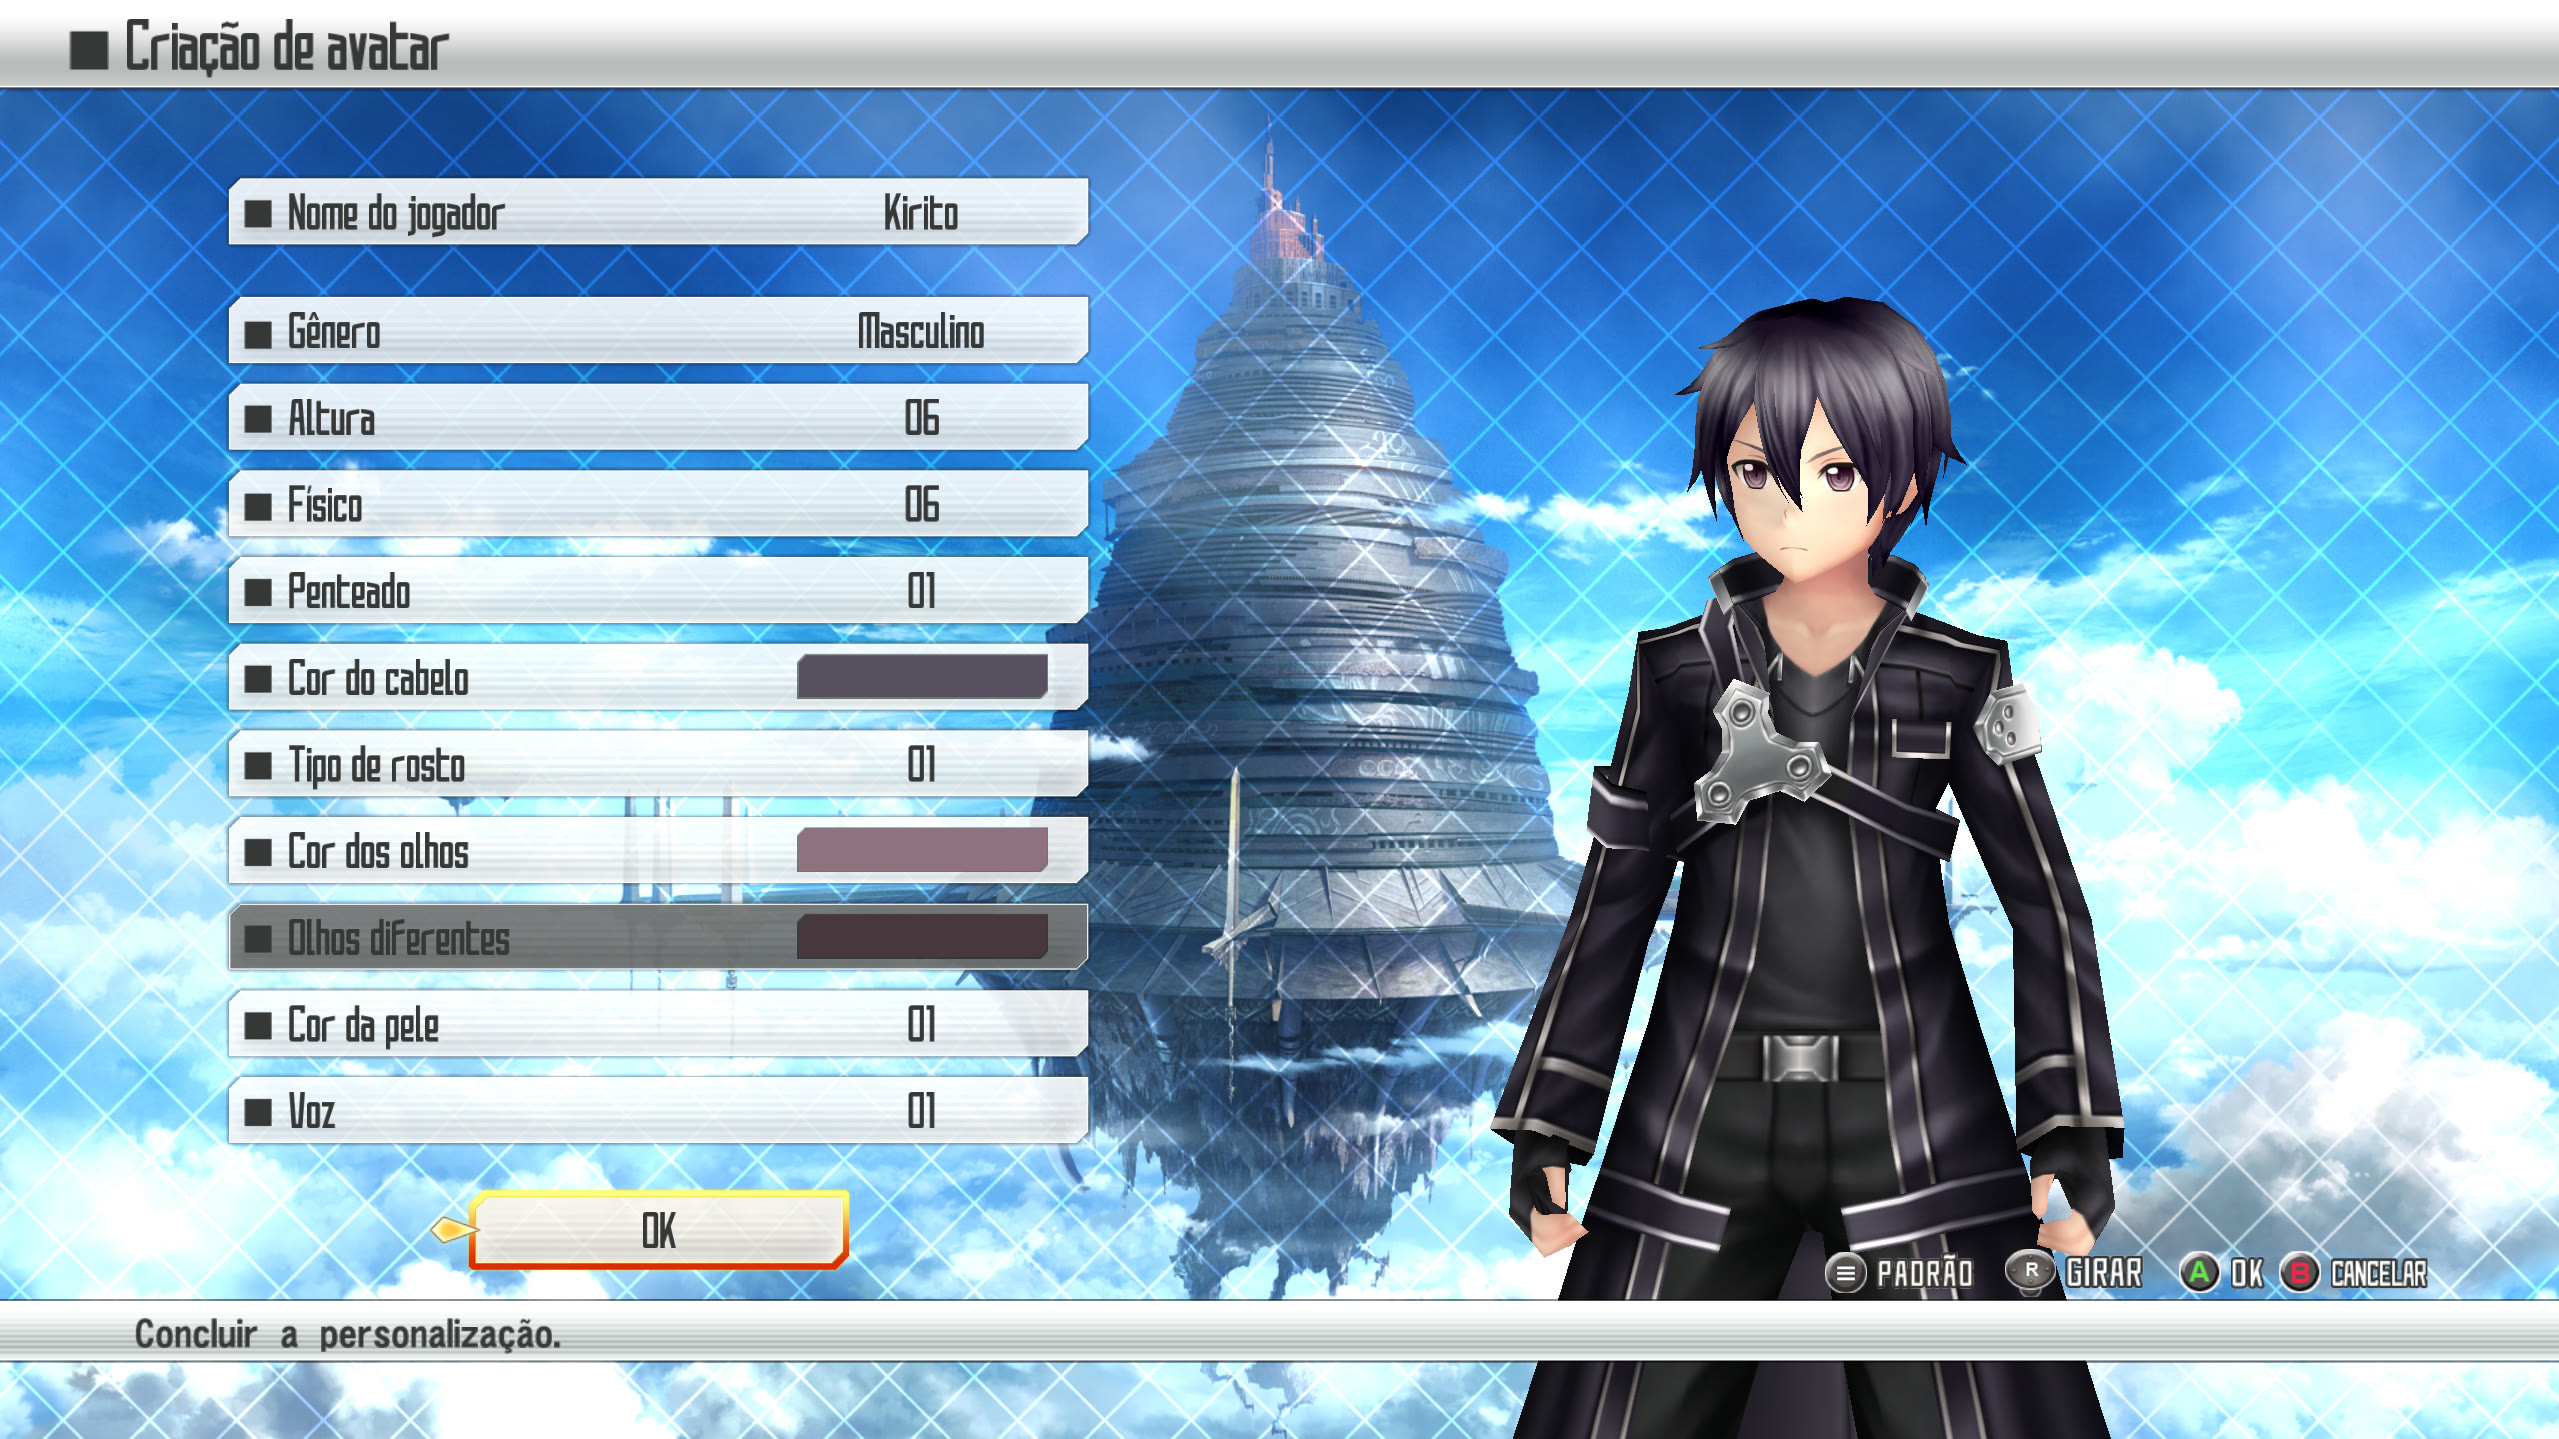 Criação de avatar
Nome do jogador Kirito
Gênero Masculino
Altura 06
Físico 06
Penteado 01
Cor do cabelo
Tipo de rosto 01
Cor dos olhos
Olhos diferentes
Cor da pele 01
Voz 01
OK
PADRÃO R GIRAR A OK B CANCELAR
Concluir a personalização.